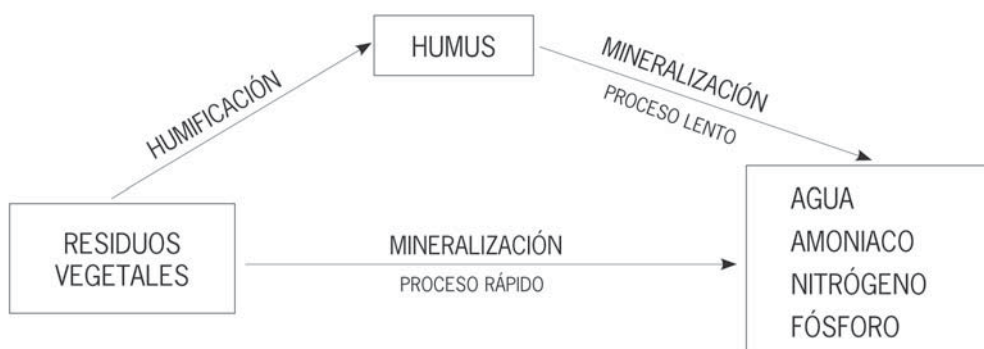 HUMUS
HUMIFICACIÓN
MINERALIZACIÓN
PROCESO LENTO
RESIDUOS
VEGETALES
MINERALIZACIÓN
PROCESO RÁPIDO
AGUA
AMONIACO
NITRÓGENO
FÓSFORO